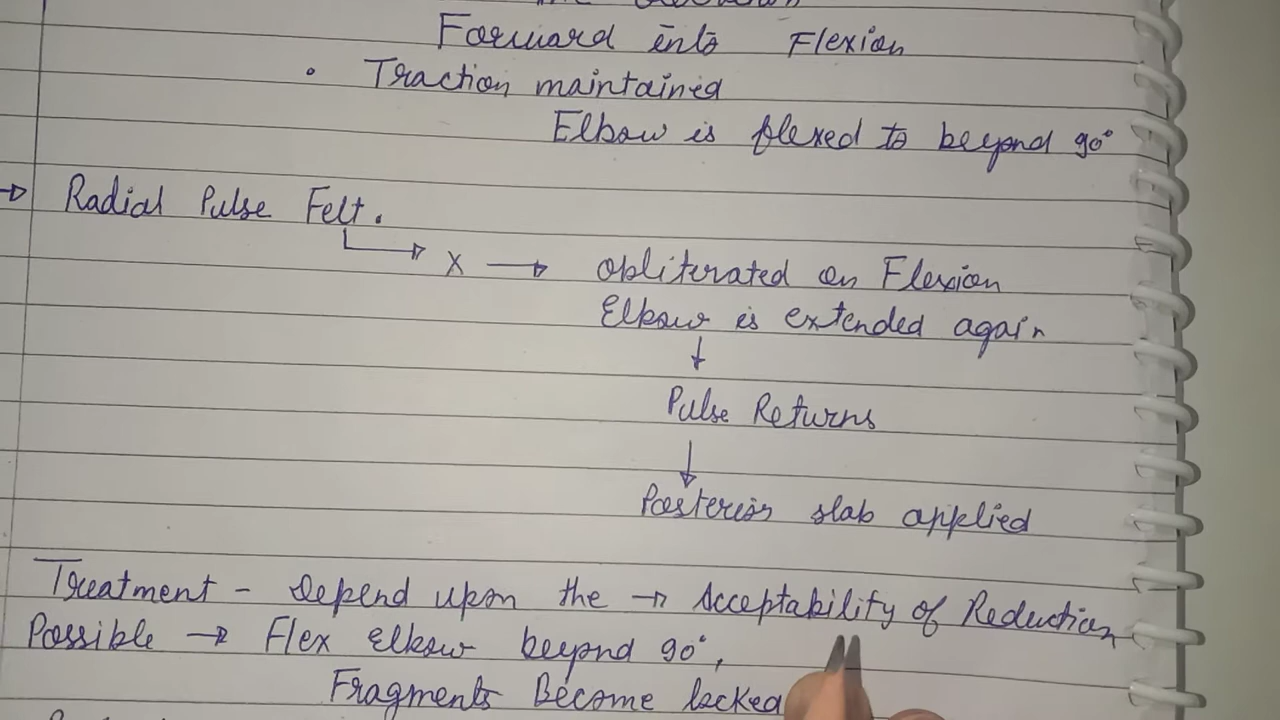 Forward into Flexion
• Traction maintained
Elbow is flexed to beyond 90°
→ Radial Pulse Felt.
↳ X → Obliterated on Flexion
Elbow is extended again
↓
Pulse Returns
↓
Posterior slab applied
Treatment - Depend upon the → Acceptability of Reduction
Possible → Flex elbow beyond 90°,
Fragments Become locked